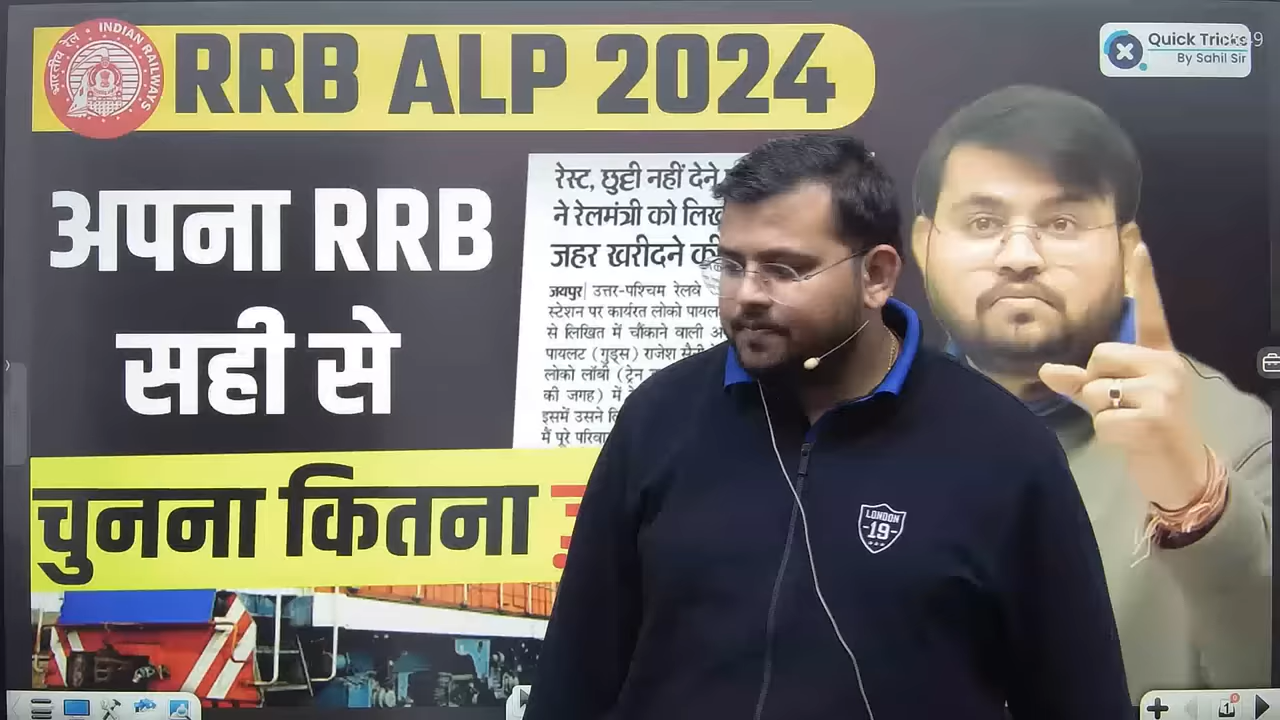 भारतीय रेल
INDIAN RAILWAYS
RRB ALP 2024
Quick Tricks
By Sahil Sir
अपना RRB
सही से
चुनना कितना
रेस्ट, छुट्टी नहीं देने
ने रेलमंत्री को लिख
जहर खरीदने की
जयपुर| उत्तर-पश्चिम रेलवे
स्टेशन पर कार्यरत लोको पायल
से लिखित में चौंकाने वाली
पायलट (गुड्स) राजेश सैनी
लोको लॉबी (ट्रेन
की जगह) में
इसमें उसने
मैं पूरे परिवा
LONDON
-19-
1